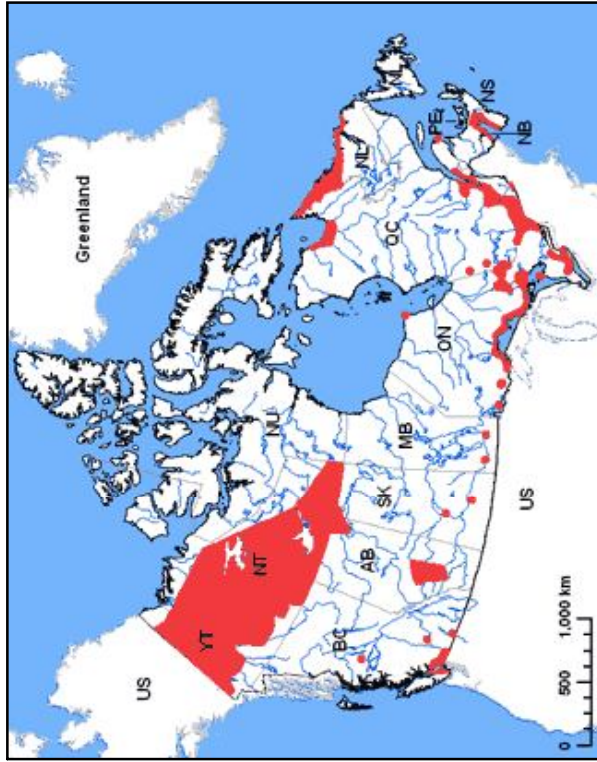 Greenland
US
YT
NT
NU
BC
AB
SK
MB
ON
QC
NL
NL
PE
NS
NB
US
0 500 1,000 km